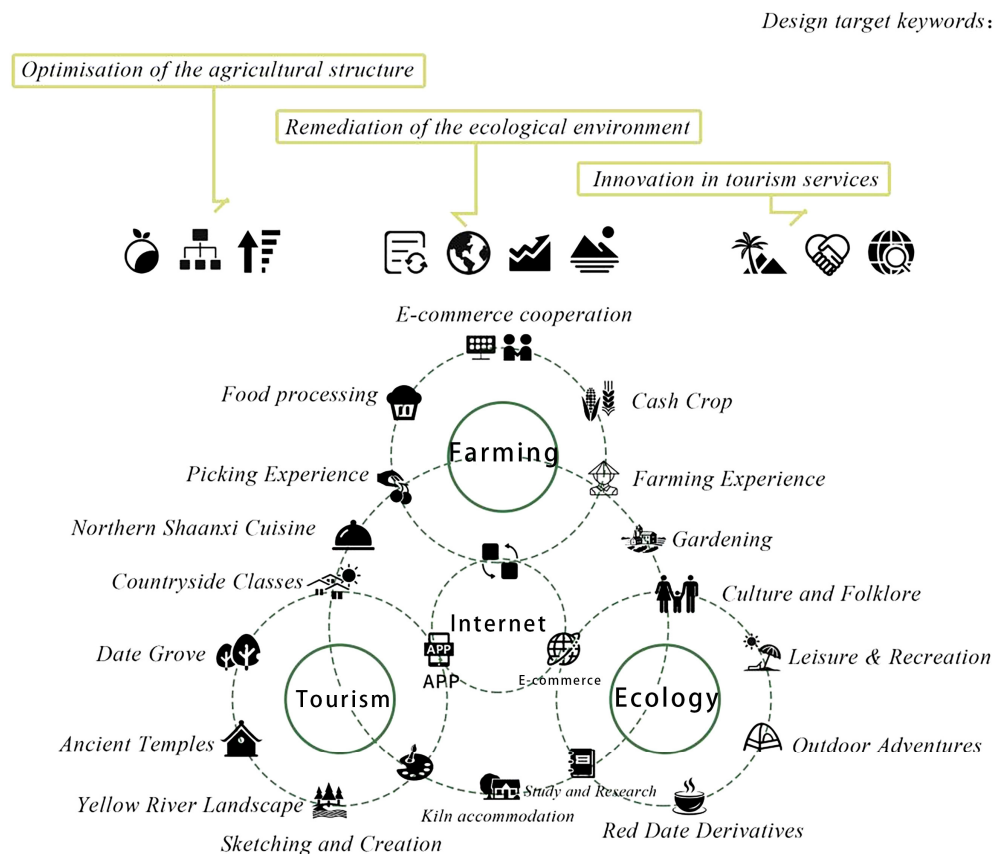 Design target keywords:
Optimisation of the agricultural structure
Remediation of the ecological environment
Innovation in tourism services
E-commerce cooperation
Food processing
Cash Crop
Farming
Picking Experience
Farming Experience
Northern Shaanxi Cuisine
Gardening
Countryside Classes
Culture and Folklore
Internet
APP
Date Grove
Leisure & Recreation
APP
E-commerce
Tourism
Ecology
Ancient Temples
Outdoor Adventures
Study and Research
Yellow River Landscape
Kiln accommodation
Red Date Derivatives
Sketching and Creation